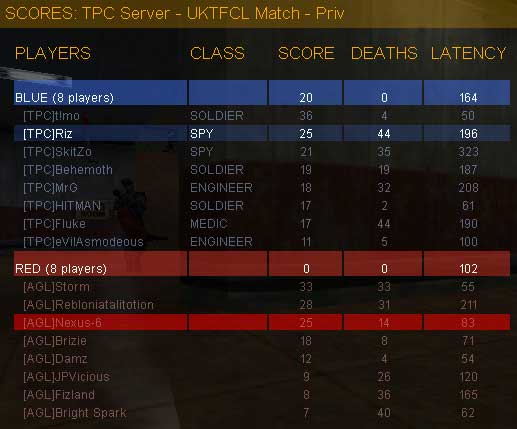 SCORES: TPC Server - UKTFCL Match - Priv
PLAYERS CLASS SCORE DEATHS LATENCY
BLUE (8 players) 20 0 164
[TPC]t!mo SOLDIER 36 4 50
[TPC]Riz SPY 25 44 196
[TPC]SkitZo SPY 21 35 323
[TPC]Behemoth SOLDIER 19 19 187
[TPC]MrG ENGINEER 18 32 208
[TPC]HITMAN SOLDIER 17 2 61
[TPC]Fluke MEDIC 17 44 190
[TPC]eVilAsmodeous ENGINEER 11 5 100
RED (8 players) 0 0 102
[AGL]Storm 33 33 55
[AGL]Rebloniatalitotion 28 31 211
[AGL]Nexus-6 25 14 83
[AGL]Brizie 18 8 71
[AGL]Damz 12 4 54
[AGL]JPVicious 9 26 120
[AGL]Fizland 8 36 165
[AGL]Bright Spark 7 40 62